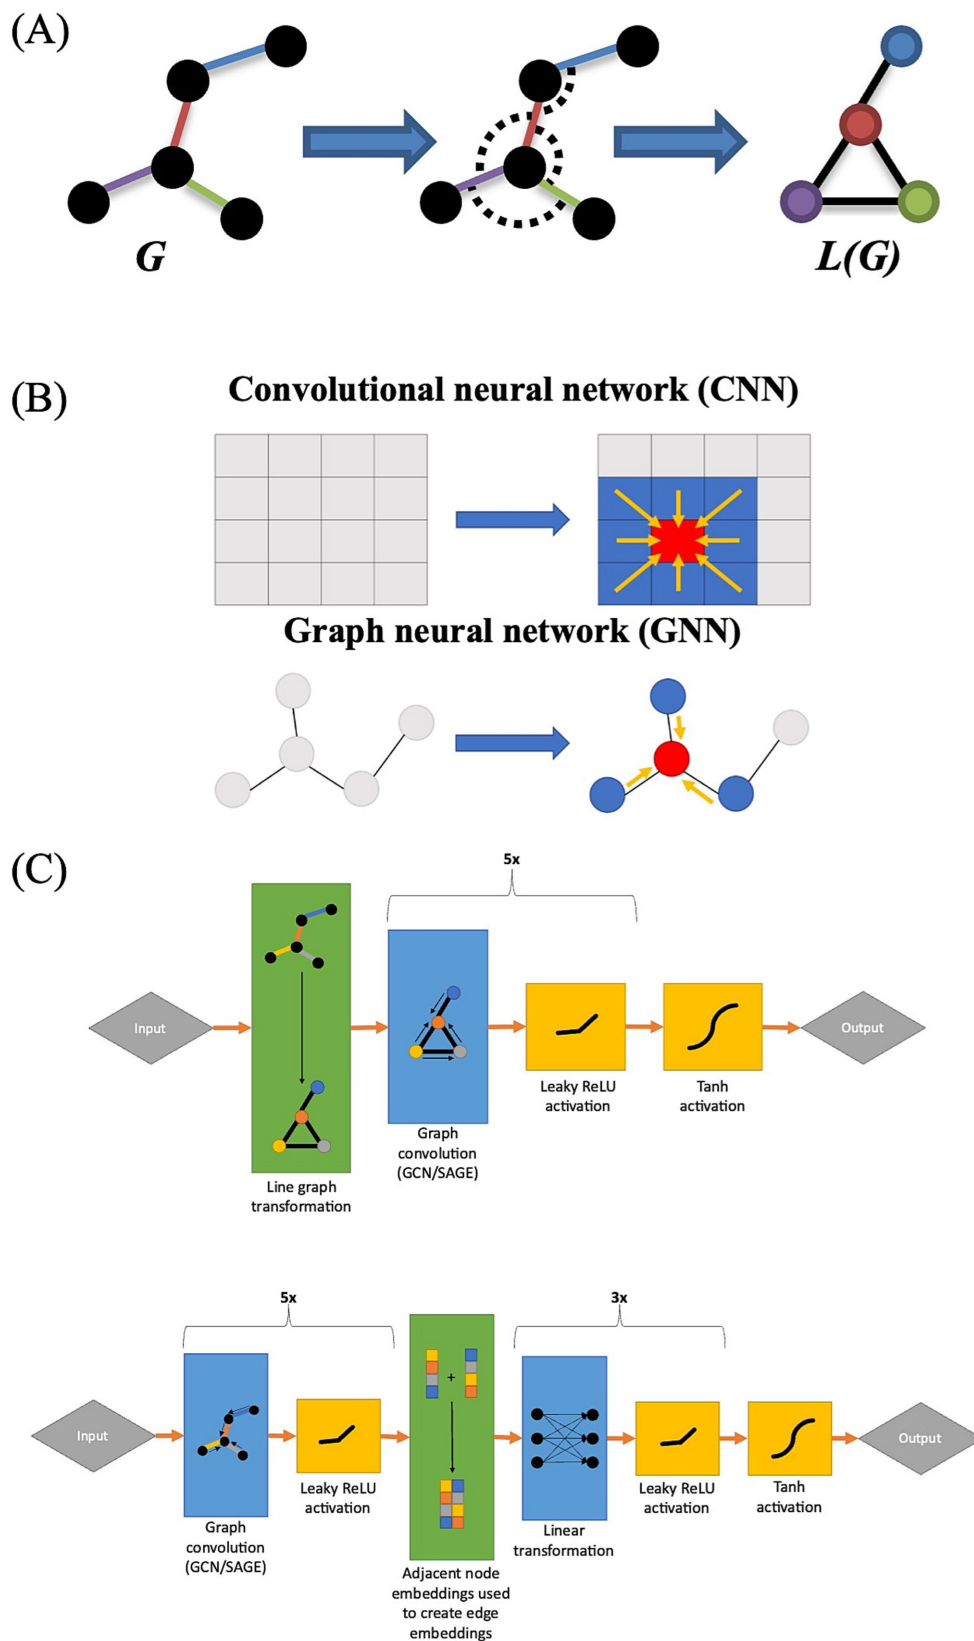 (A)
G
L(G)
(B)
Convolutional neural network (CNN)
Graph neural network (GNN)
(C)
5x
Input
Output
Leaky ReLU
activation
Tanh
activation
Graph
convolution
(GCN/SAGE)
Line graph
transformation
5x
3x
+
Input
Output
Leaky ReLU
activation
Leaky ReLU
activation
Tanh
activation
Graph
convolution
(GCN/SAGE)
Linear
transformation
Adjacent node
embeddings used
to create edge
embeddings